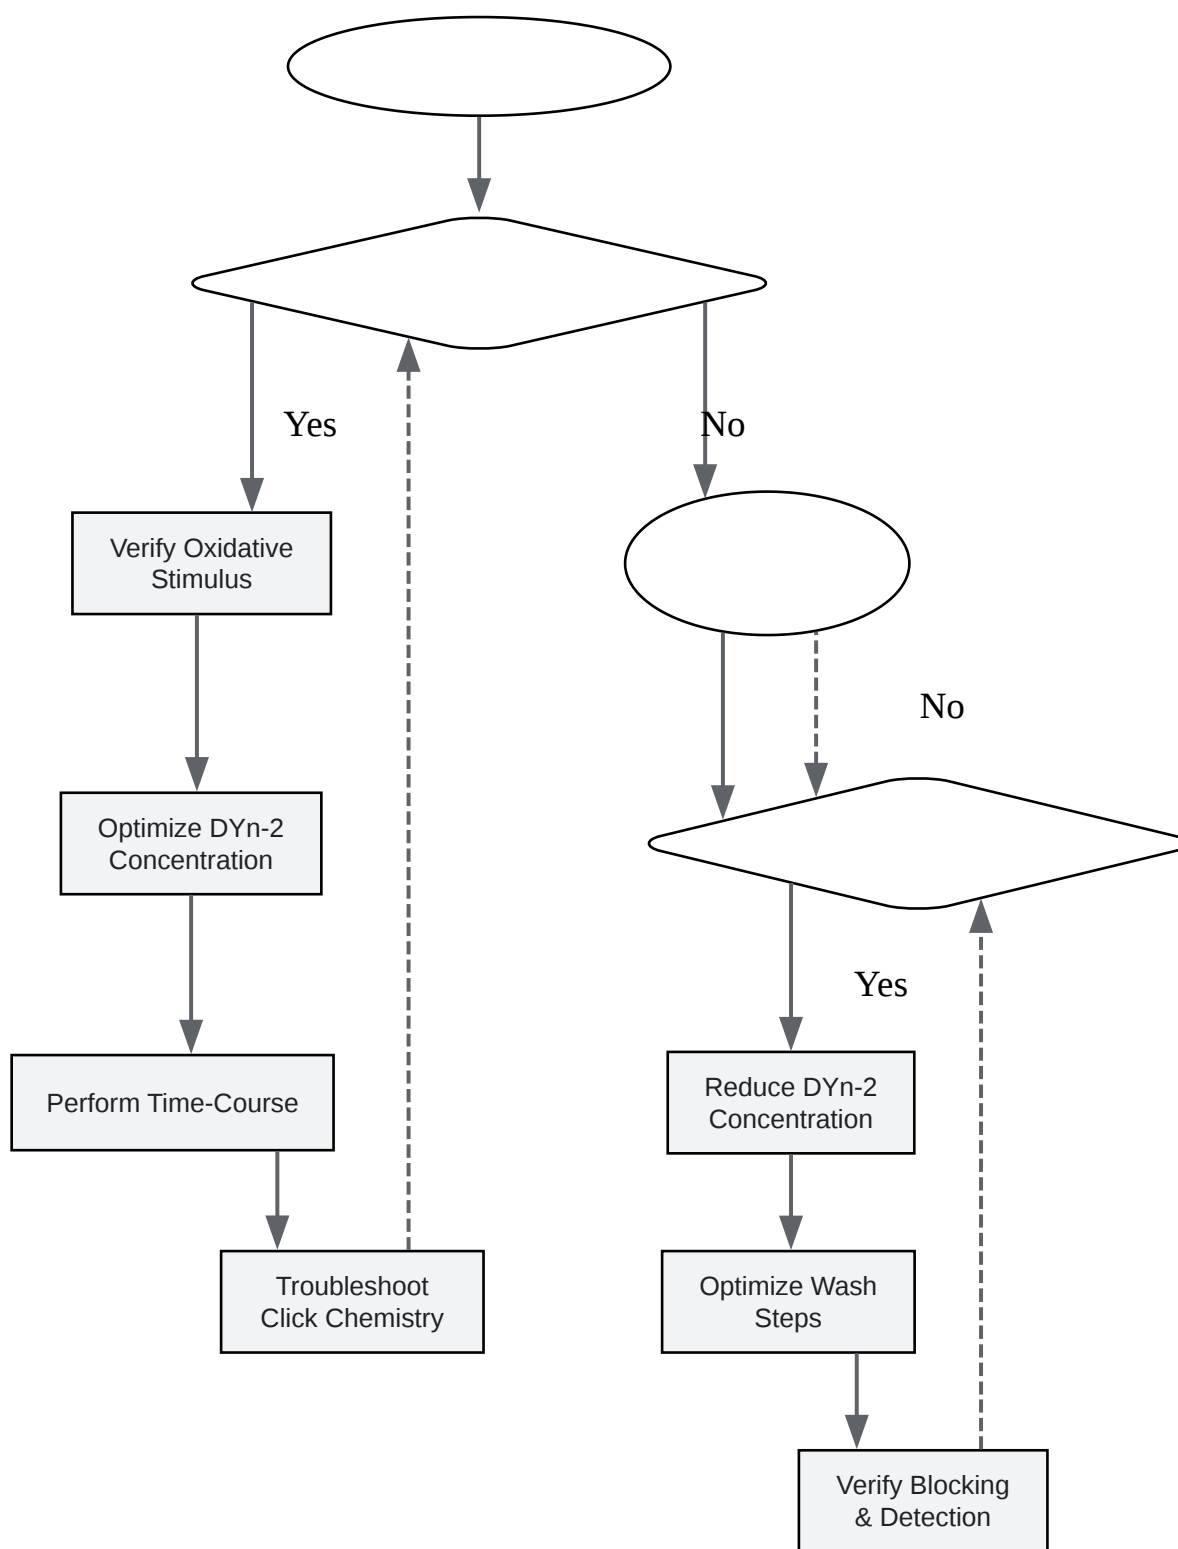 Yes
No
Verify Oxidative
Stimulus
No
Optimize DYn-2
Concentration
Yes
Perform Time-Course
Reduce DYn-2
Concentration
Troubleshoot
Click Chemistry
Optimize Wash
Steps
Verify Blocking
& Detection